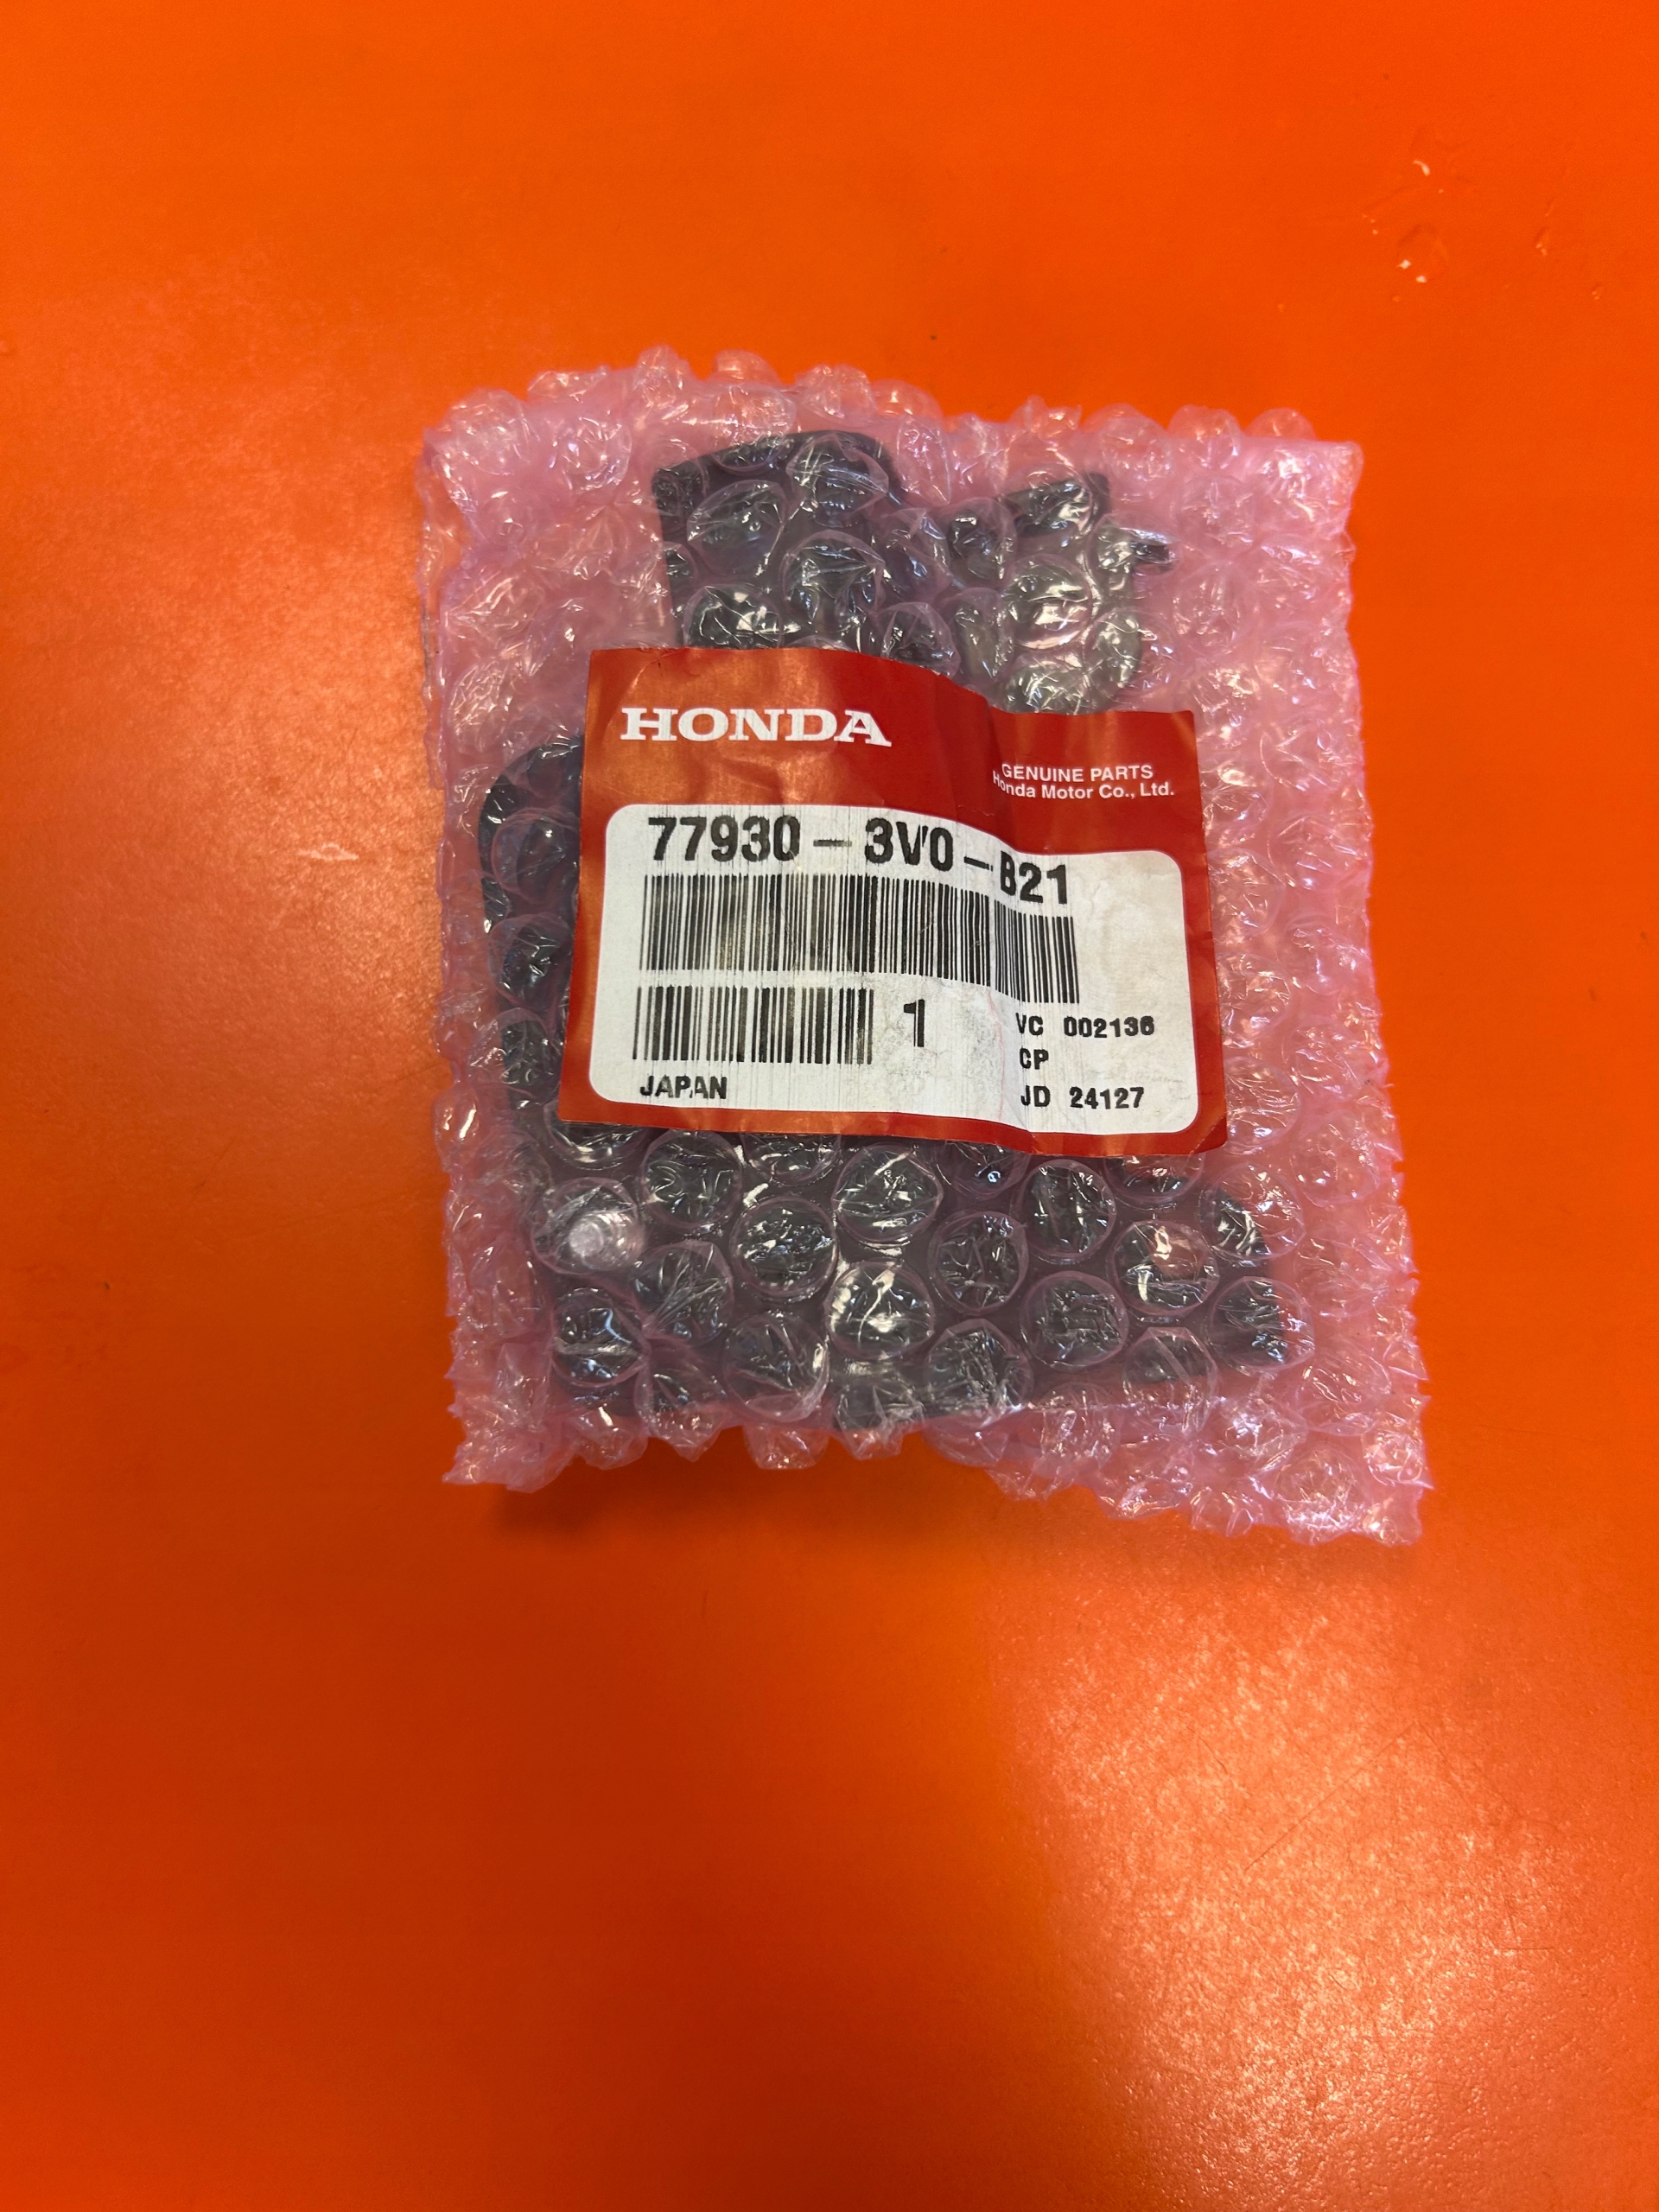 HONDA
GENUINE PARTS
Honda Motor Co., Ltd.
77930-3V0-B21
1
VC 002136
CP
JAPAN
JD 24127